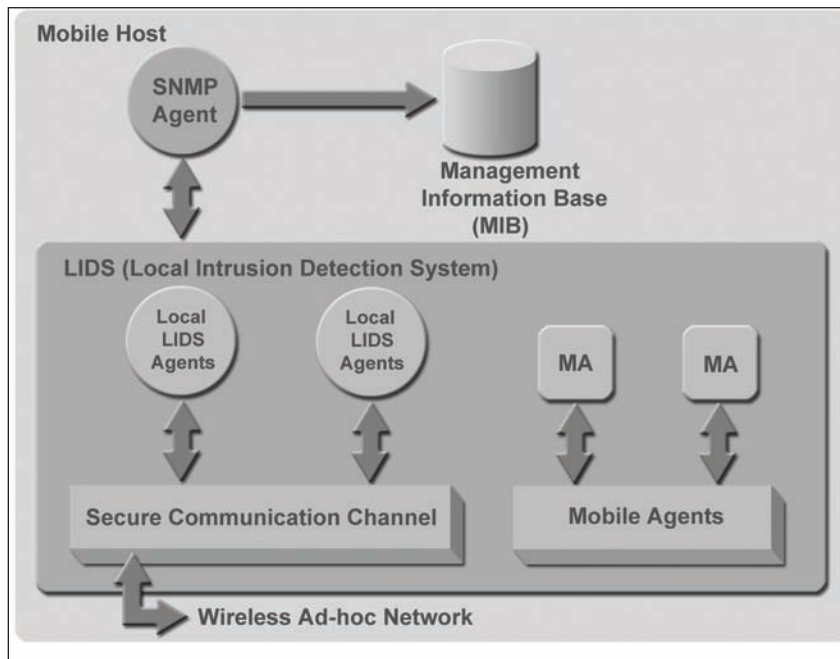 Mobile Host
SNMP
Agent
Management
Information Base
(MIB)
LIDS (Local Intrusion Detection System)
Local
LIDS
Agents
Local
LIDS
Agents
MA
MA
Secure Communication Channel
Mobile Agents
Wireless Ad-hoc Network